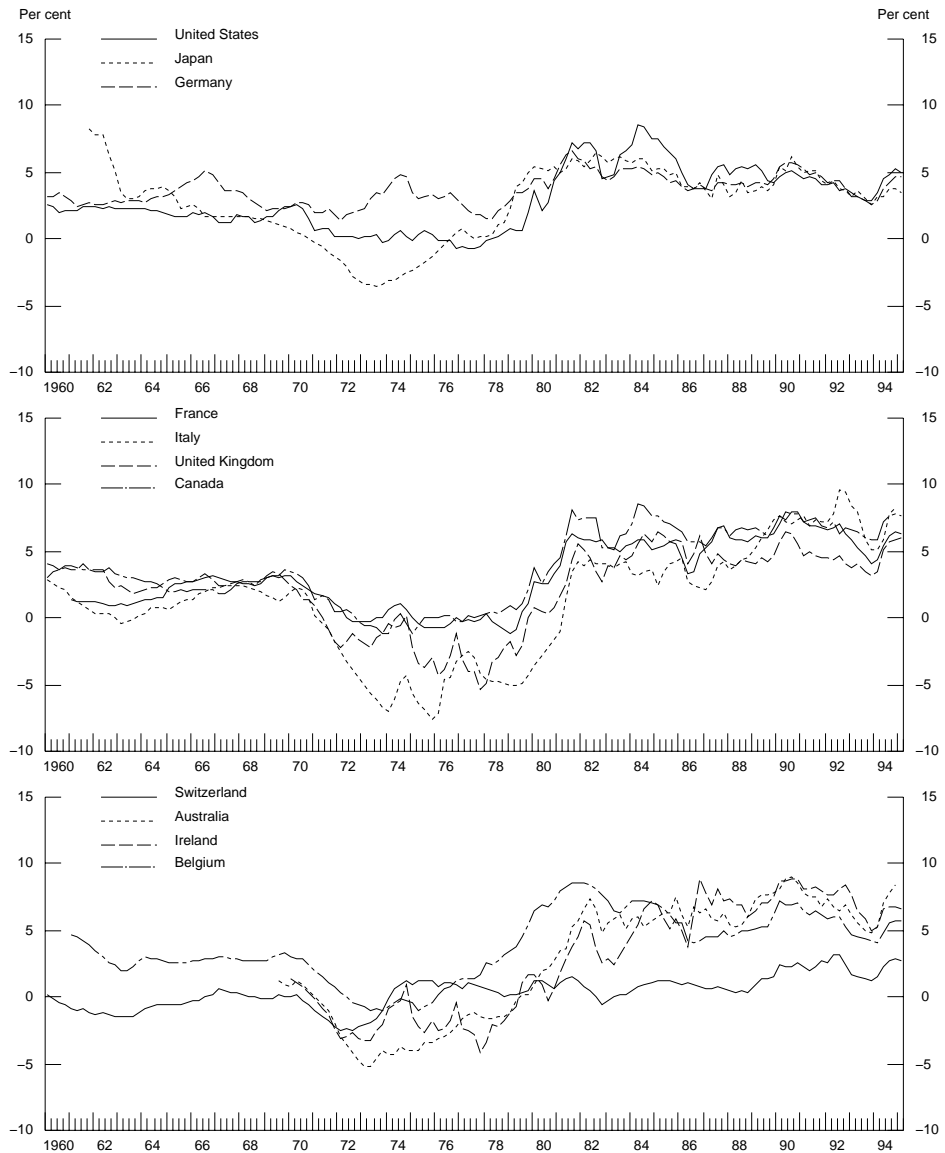 Per cent Per cent
15 United States 15
Japan
Germany
10 10
5 5
0 0
–5 –5
–10 –10
1960 62 64 66 70 72 74 76 78 80 82 84 86 88 90 92 94
15 France 15
Italy
United Kingdom
10 Canada 10
5 5
0 0
–5 –5
–10 –10
1960 62 64 66 70 72 74 76 78 80 82 84 86 88 90 92 94
15 Switzerland 15
Australia
Ireland
10 Belgium 10
5 5
0 0
–5 –5
–10 –10
1960 62 64 66 70 72 74 76 78 80 82 84 86 88 90 92 94